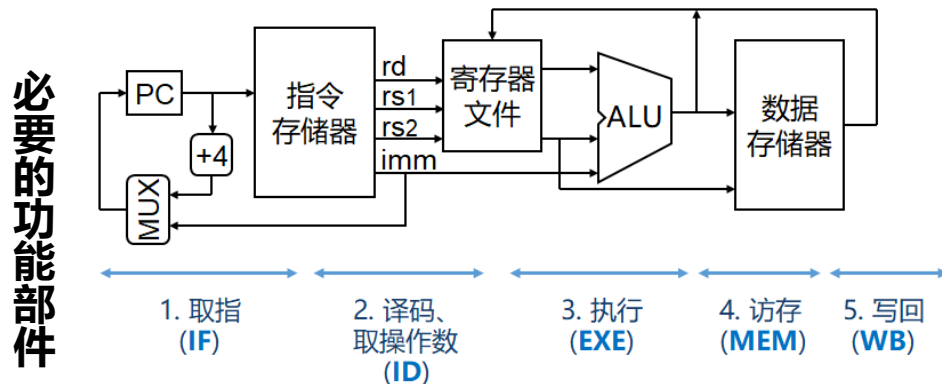 必要的功能部件
PC
+4
MUX
指令
存储器
rd
rs1
rs2
imm
寄存器
文件
ALU
数据
存储器
1. 取指
(IF)
2. 译码、
取操作数
(ID)
3. 执行
(EXE)
4. 访存
(MEM)
5. 写回
(WB)